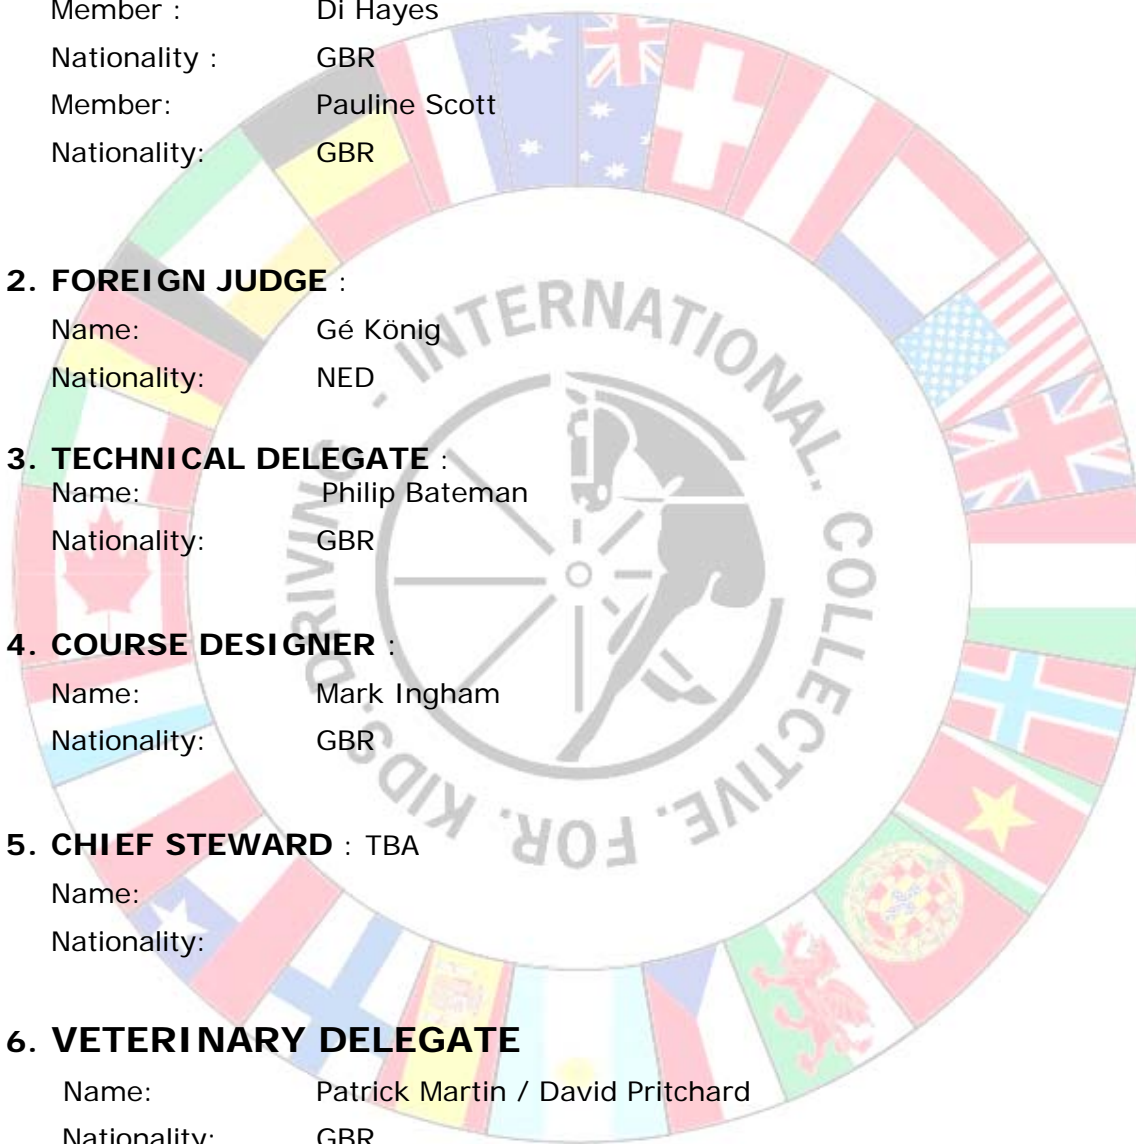 Member : Di Hayes
Nationality : GBR
Member: Pauline Scott
Nationality: GBR
2. FOREIGN JUDGE :
Name: Gé König
Nationality: NED
3. TECHNICAL DELEGATE :
Name: Philip Bateman
Nationality: GBR
4. COURSE DESIGNER :
Name: Mark Ingham
Nationality: GBR
5. CHIEF STEWARD : TBA
Name:
Nationality:
6. VETERINARY DELEGATE
Name: Patrick Martin / David Pritchard
Nationality: GBR
· INTERNATIONAL. COLLECTIVE. FOR. KIDS. DRIVING